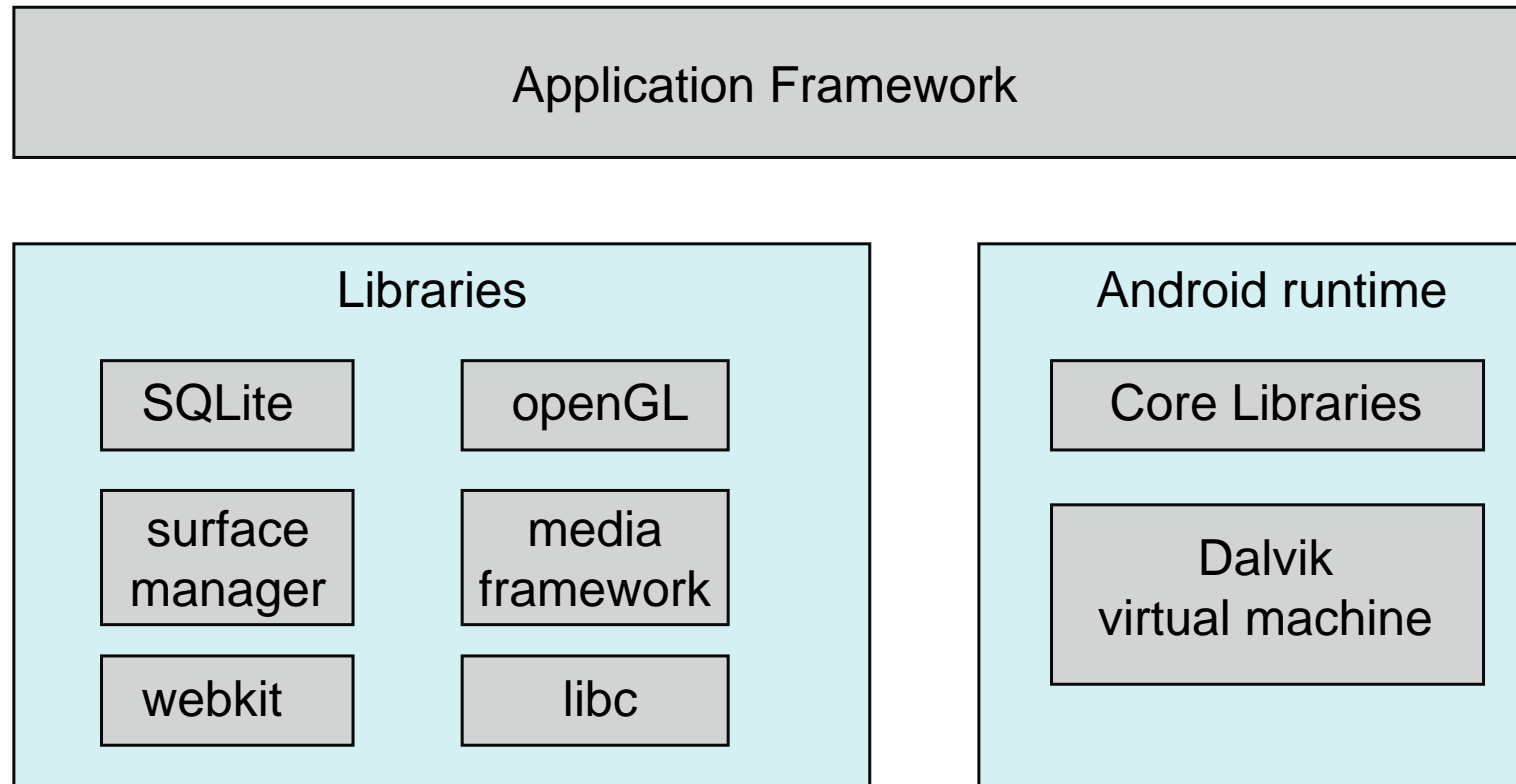 Application Framework
Libraries
SQLite
openGL
surface
manager
media
framework
webkit
libc
Android runtime
Core Libraries
Dalvik
virtual machine